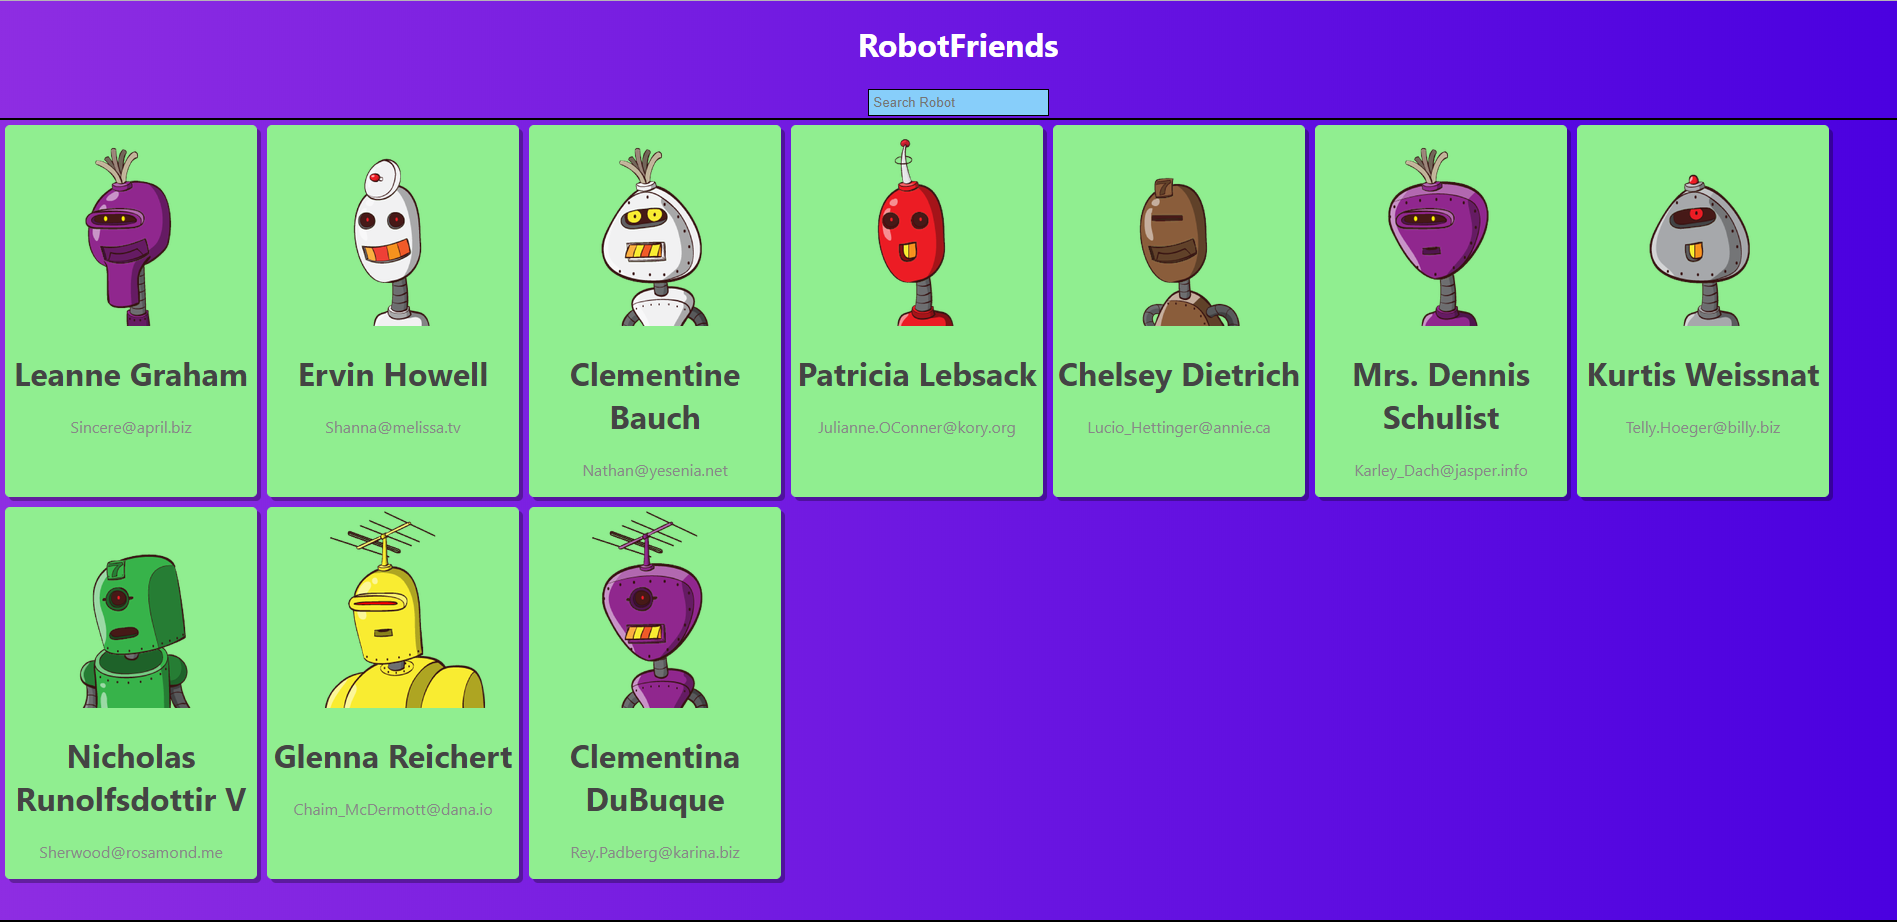 RobotFriends
Search Robot
Leanne Graham
Sincere@april.biz
Ervin Howell
Shanna@melissa.tv
Clementine
Bauch
Nathan@yesenia.net
Patricia Lebsack
Julianne.OConner@kory.org
Chelsey Dietrich
Lucio_Hettinger@annie.ca
Mrs. Dennis
Schulist
Karley_Dach@jasper.info
Kurtis Weissnat
Telly.Hoeger@billy.biz
Nicholas
Runolfsdottir V
Sherwood@rosamond.me
Glenna Reichert
Chaim_McDermott@dana.io
Clementina
DuBuque
Rey.Padberg@karina.biz